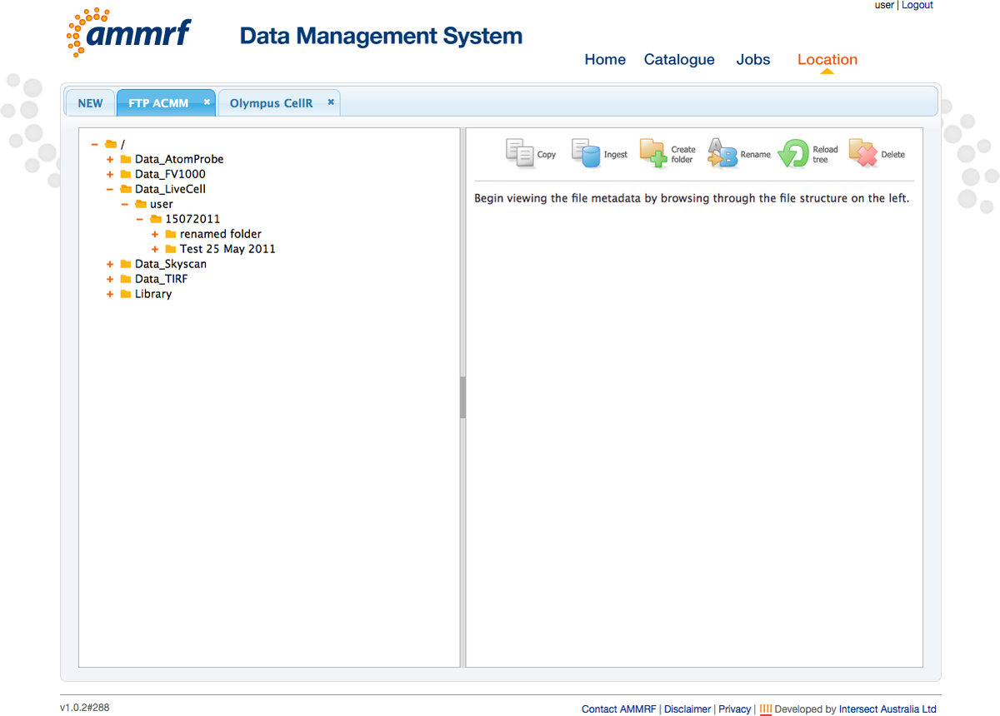 user | Logout
ammrf
Data Management System
Home Catalogue Jobs Location
NEW FTP ACMM Olympus CellR
/
Data_AtomProbe
Data_FV1000
Data_LiveCell
user
15072011
renamed folder
Test 25 May 2011
Data_Skyscan
Data_TIRF
Library
Copy Ingest Create folder Rename Reload tree Delete
Begin viewing the file metadata by browsing through the file structure on the left.
v1.0.2#288
Contact AMMRF | Disclaimer | Privacy | Developed by Intersect Australia Ltd